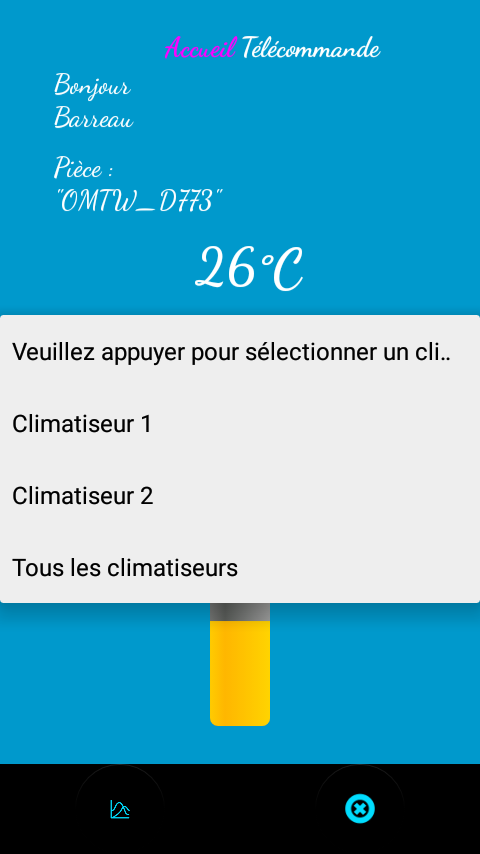 Accueil Télécommande
Bonjour
Barreau
Pièce :
"OMTW_D773"
26°C
Veuillez appuyer pour sélectionner un cli..
Climatiseur 1
Climatiseur 2
Tous les climatiseurs